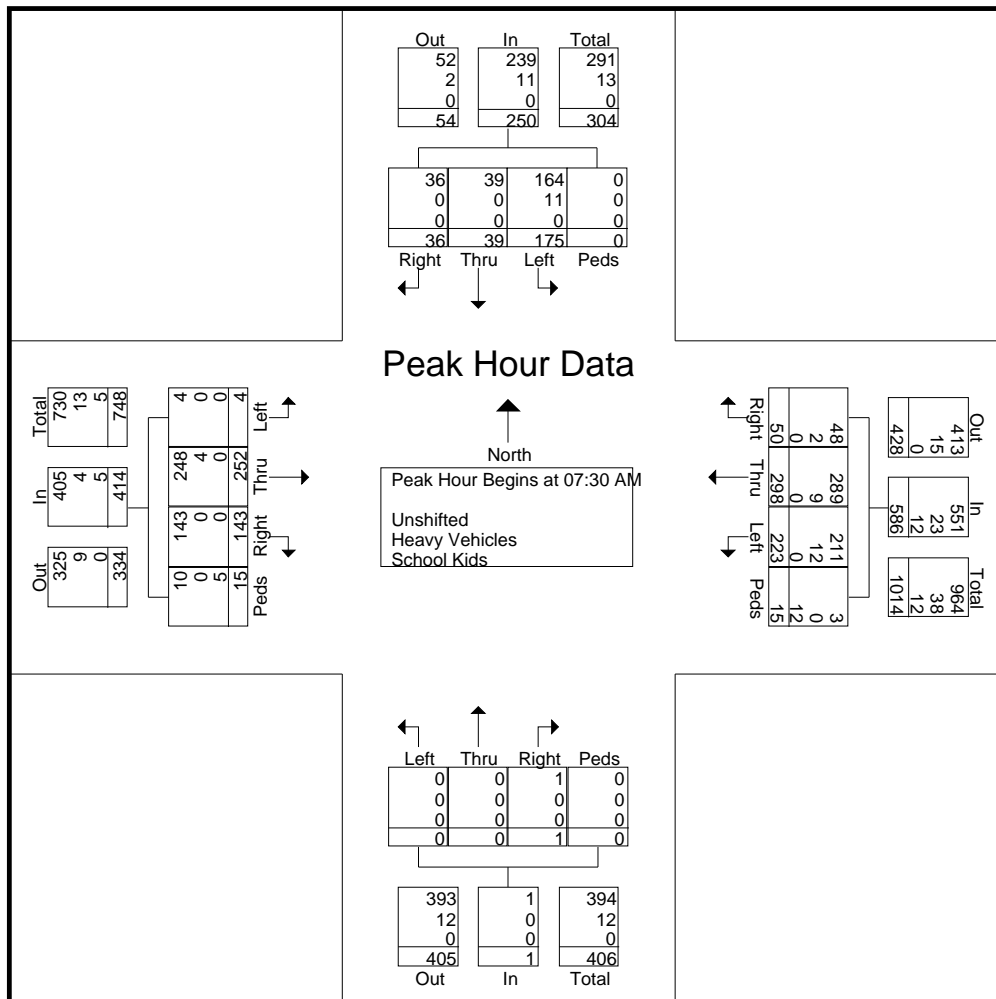 Out In Total
52 239 291
2 11 13
0 0 0
54 250 304
36 39 164 0
0 0 11 0
0 0 0 0
36 39 175 0
Right Thru Left Peds
Peak Hour Data
North
Peak Hour Begins at 07:30 AM
Unshifted
Heavy Vehicles
School Kids
Total
730
13
5
748
In
405
4
5
414
Out
325
9
0
334
4
0
0
4
Left
248
4
0
252
Thru
143
0
0
143
Right
10
0
5
15
Peds
Right
48
2
0
50
Thru
289
9
0
298
Left
211
12
0
223
Peds
3
0
12
15
Out
413
15
0
428
In
551
23
12
586
Total
964
38
12
1014
Left Thru Right Peds
0 0 1 0
0 0 0 0
0 0 0 0
0 0 1 0
393 1 394
12 0 12
0 0 0
405 1 406
Out In Total